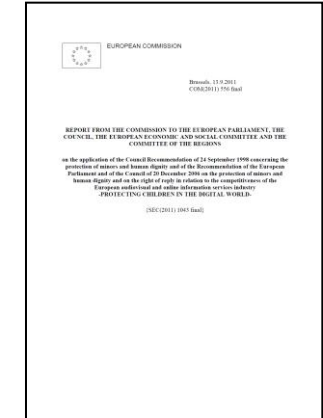 EUROPEAN COMMISSION
Brussels, 13.9.2011
COM(2011) 556 final
REPORT FROM THE COMMISSION TO THE EUROPEAN PARLIAMENT, THE
COUNCIL, THE EUROPEAN ECONOMIC AND SOCIAL COMMITTEE AND THE
COMMITTEE OF THE REGIONS
on the application of the Council Recommendation of 24 September 1998 concerning the
protection of minors and human dignity and of the Recommendation of the European
Parliament and of the Council of 20 December 2006 on the protection of minors and
human dignity and on the right of reply in relation to the competitiveness of the
European audiovisual and online information services industry
-PROTECTING CHILDREN IN THE DIGITAL WORLD-
{SEC(2011) 1043 final}